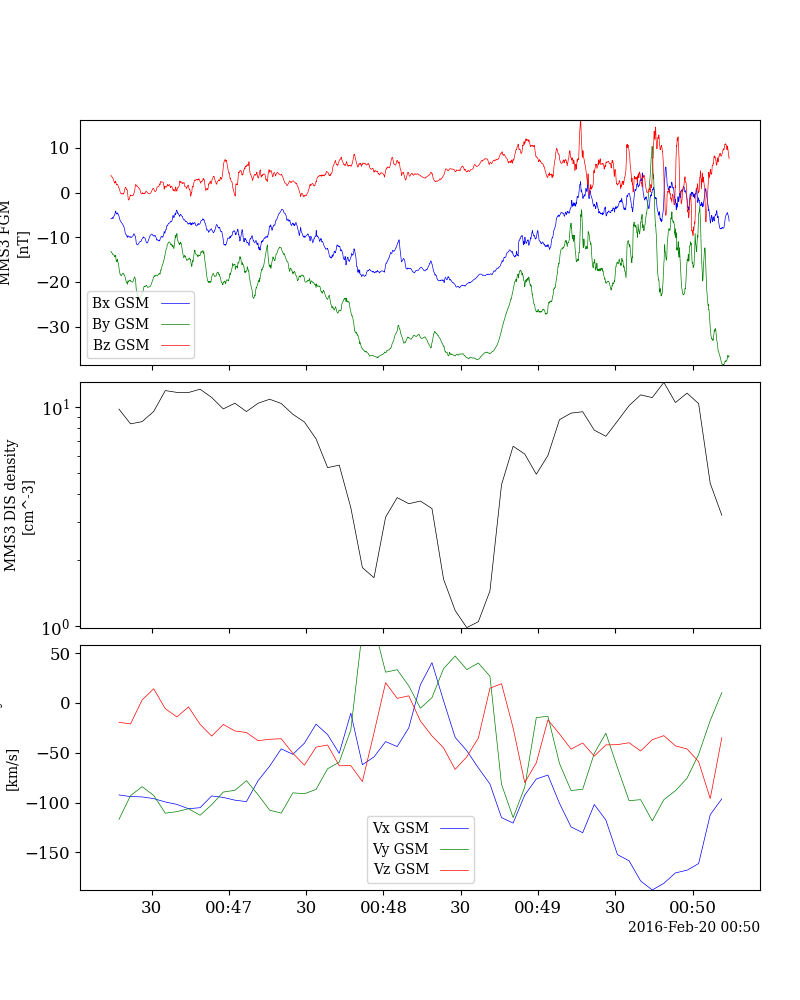 10
0
−10
−20
−30
MMS3 FGM
[nT]
Bx GSM
By GSM
Bz GSM
10^1
10^0
MMS3 DIS density
[cm^-3]
50
0
−50
−100
−150
[km/s]
Vx GSM
Vy GSM
Vz GSM
30 00:47 30 00:48 30 00:49 30 00:50
2016-Feb-20 00:50